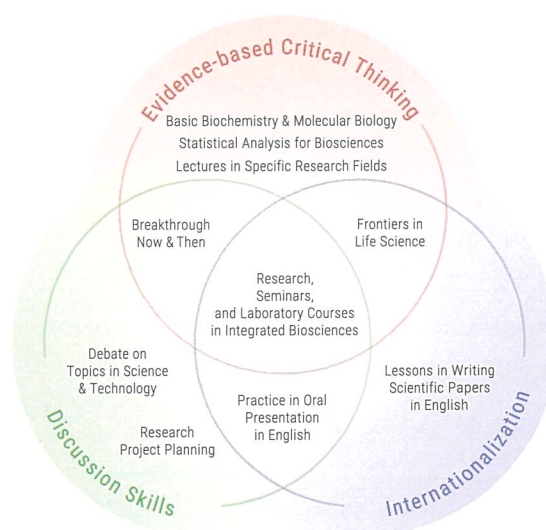 Evidence-based Critical Thinking
Basic Biochemistry & Molecular Biology
Statistical Analysis for Biosciences
Lectures in Specific Research Fields
Breakthrough
Now & Then
Frontiers in
Life Science
Research,
Seminars,
and Laboratory Courses
in Integrated Biosciences
Debate on
Topics in Science
& Technology
Lessons in Writing
Scientific Papers
in English
Practice in Oral
Presentation
in English
Research
Project Planning
Discussion Skills
Internationalization